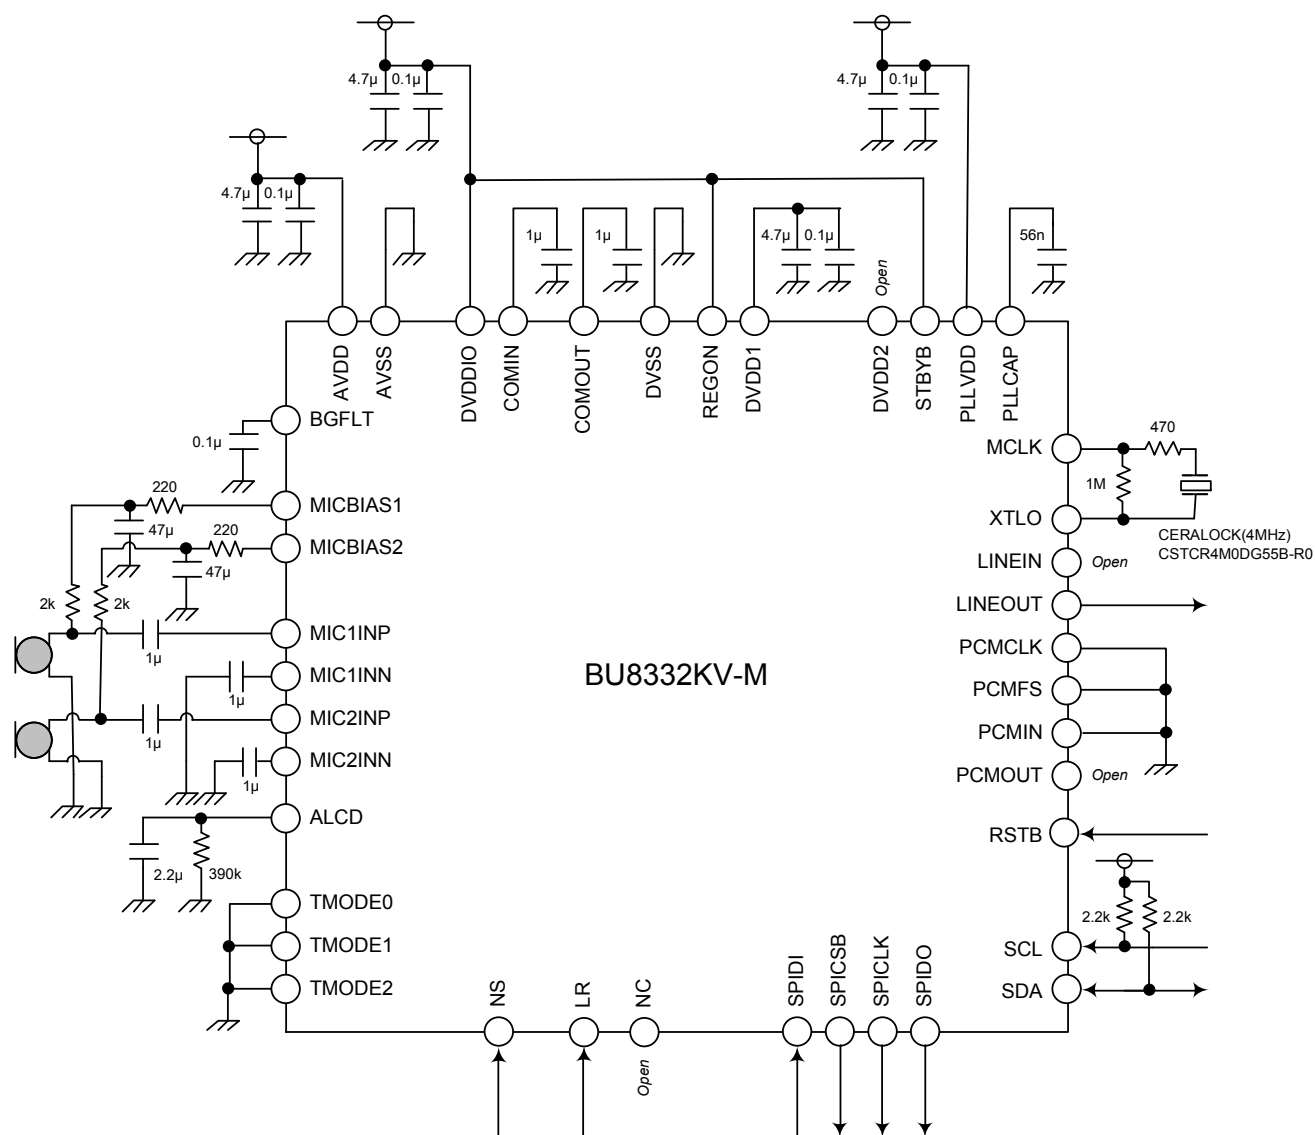 4.7µ
0.1µ
4.7µ
0.1µ
4.7µ
0.1µ
1µ
1µ
4.7µ
0.1µ
Open
56n
AVDD
AVSS
DVDDIO
COMIN
COMOUT
DVSS
REGON
DVDD1
DVDD2
STBYB
PLLVDD
PLLCAP
BGFLT
0.1µ
220
MICBIAS1
47µ
220
MICBIAS2
47µ
2k
2k
MIC1INP
1µ
MIC1INN
1µ
MIC2INP
1µ
MIC2INN
1µ
ALCD
2.2µ
390k
TMODE0
TMODE1
TMODE2
BU8332KV-M
MCLK
470
1M
XTLO
CERALOCK(4MHz)
CSTCR4M0DG55B-R0
LINEIN
Open
LINEOUT
PCMCLK
PCMFS
PCMIN
PCMOUT
Open
RSTB
2.2k
2.2k
SCL
SDA
NS
LR
NC
SPIDI
SPICSB
SPICLK
SPIDO
Open